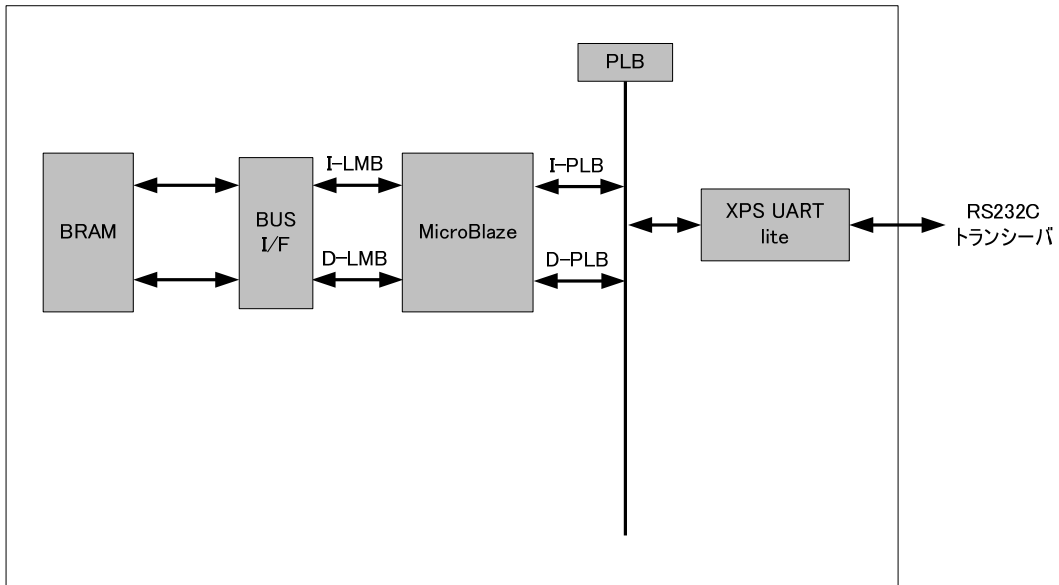 PLB
I-LMB
I-PLB
BRAM
BUS
I/F
MicroBlaze
XPS UART
lite
RS232C
トランシーバ
D-LMB
D-PLB